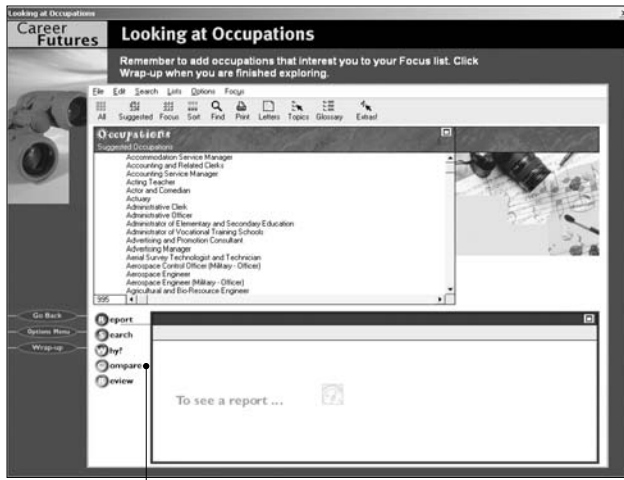 Looking at Occupations
Career
Futures
Looking at Occupations
Remember to add occupations that interest you to your Focus list. Click
Wrap-up when you are finished exploring.
File Edit Search Lists Options Focus
All Suggested Focus Sort Find Print Letters Topics Glossary Extras!
Occupations
Suggested Occupations
Accommodation Service Manager
Accounting and Related Clerks
Accounting Service Manager
Acting Teacher
Actor and Comedian
Actuary
Administrative Clerk
Administrative Officer
Administrator of Elementary and Secondary Education
Administrator of Vocational Training Schools
Advertising and Promotion Consultant
Advertising Manager
Aerial Survey Technologist and Technician
Aerospace Control Officer (Military - Officer)
Aerospace Engineer
Aerospace Engineer (Military - Officer)
Agricultural and Bio-Resource Engineer
995
Go Back
Options Menu
Wrap-up
Report
Search
Why?
Compare
Review
To see a report ...